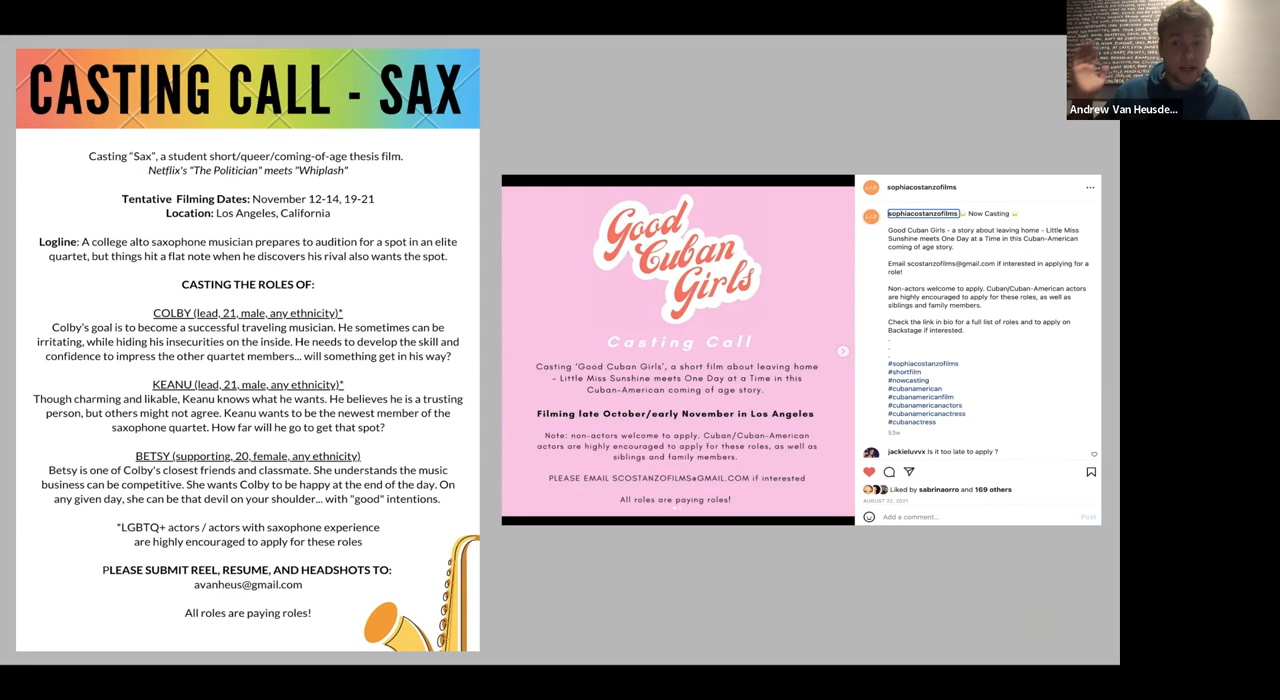 CASTING CALL - SAX
Casting “Sax”, a student short/queer/coming-of-age thesis film.
Netflix's "The Politician" meets "Whiplash"
Tentative Filming Dates: November 12-14, 19-21
Location: Los Angeles, California
Logline: A college alto saxophone musician prepares to audition for a spot in an elite
quartet, but things hit a flat note when he discovers his rival also wants the spot.
CASTING THE ROLES OF:
COLBY (lead, 21, male, any ethnicity)*
Colby's goal is to become a successful traveling musician. He sometimes can be
irritating, while hiding his insecurities on the inside. He needs to develop the skill and
confidence to impress the other quartet members... will something get in his way?
KEANU (lead, 21, male, any ethnicity)*
Though charming and likable, Keanu knows what he wants. He believes he is a trusting
person, but others might not agree. Keanu wants to be the newest member of the
saxophone quartet. How far will he go to get that spot?
BETSY (supporting, 20, female, any ethnicity)
Betsy is one of Colby's closest friends and classmate. She understands the music
business can be competitive. She wants Colby to be happy at the end of the day. On
any given day, she can be that devil on your shoulder... with "good" intentions.
*LGBTQ+ actors / actors with saxophone experience
are highly encouraged to apply for these roles
PLEASE SUBMIT REEL, RESUME, AND HEADSHOTS TO:
avanheus@gmail.com
All roles are paying roles!
Good
Cuban
Girls
Casting Call
Casting 'Good Cuban Girls', a short film about leaving home
– Little Miss Sunshine meets One Day at a Time in this
Cuban-American coming of age story.
Filming late October/early November in Los Angeles
Note: non-actors welcome to apply. Cuban/Cuban-American
actors are highly encouraged to apply for these roles, as well as
siblings and family members.
PLEASE EMAIL SCOSTANZOFILMS@GMAIL.COM if interested
All roles are paying roles!
sophiacostanzofilms
sophiacostanzofilms Now Casting
Good Cuban Girls - a story about leaving home – Little Miss
Sunshine meets One Day at a Time in this Cuban-American
coming of age story.
Email scostanzofilms@gmail.com if interested in applying for a
role!
Non-actors welcome to apply. Cuban/Cuban-American actors
are highly encouraged to apply for these roles, as well as
siblings and family members.
Check the link in bio for a full list of roles and to apply on
Backstage if interested.
.
.
.
#sophiacostanzofilms
#shortfilm
#nowcasting
#cubanamerican
#cubanamericanfilm
#cubanamericanactors
#cubanamericanactress
#cubanactress
53w
jackieluvvx Is it too late to apply ?
Liked by sabrinaorro and 169 others
AUGUST 23, 2021
Add a comment...
Post
Andrew Van Heusde...